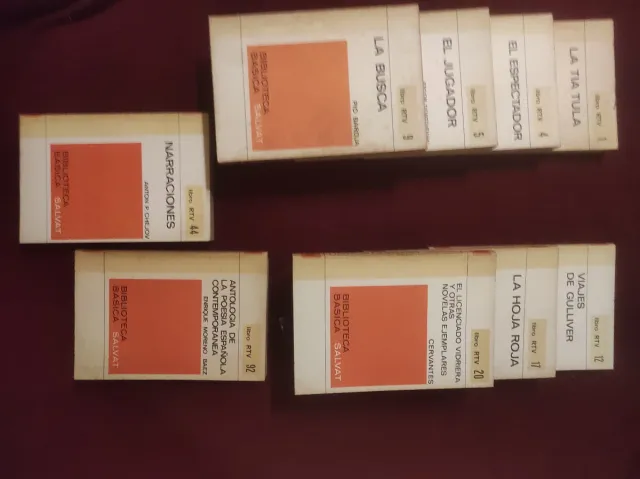 libro RTV 9
LA BUSCA
PIO BAROJA
BIBLIOTECA
BASICA SALVAT
libro RTV 5
EL JUGADOR
libro RTV 4
EL ESPECTADOR
libro RTV 1
LA TIA TULA
libro RTV 44
NARRACIONES
ANTON P. CHEJOV
BIBLIOTECA
BASICA SALVAT
libro RTV 92
ANTOLOGIA DE
LA POESIA ESPAÑOLA
CONTEMPORANEA
ENRIQUE MORENO BAEZ
BIBLIOTECA
BASICA SALVAT
libro RTV 20
EL LICENCIADO VIDRIERA
Y OTRAS
NOVELAS EJEMPLARES
CERVANTES
BIBLIOTECA
BASICA SALVAT
libro RTV 17
LA HOJA ROJA
libro RTV 12
VIAJES
DE GULLIVER